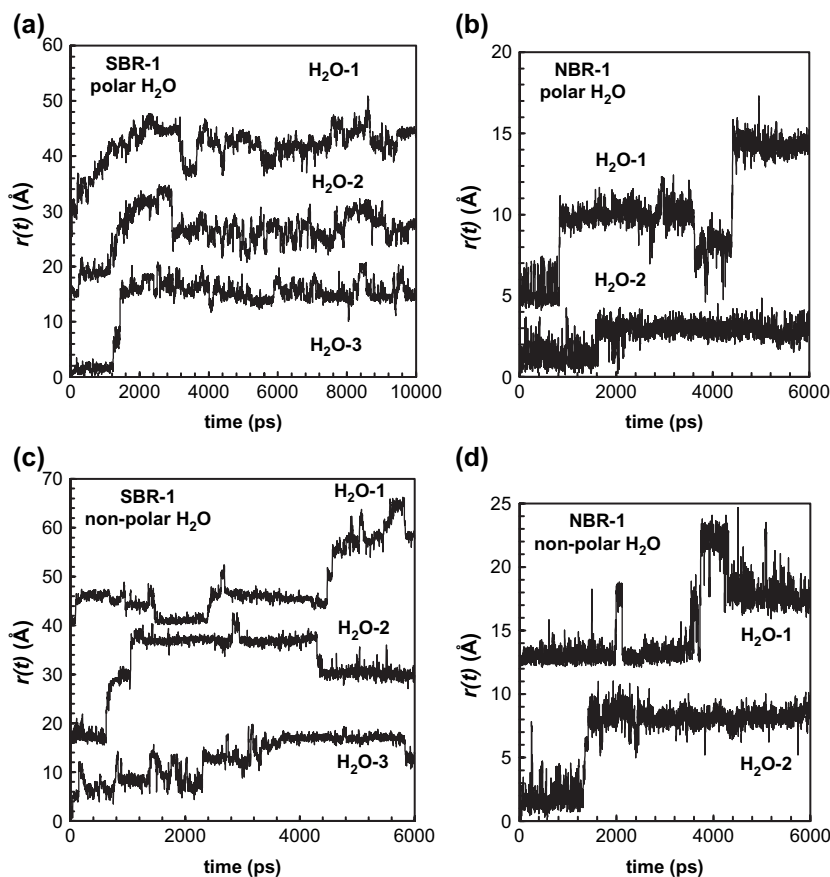 (a)
60
50
40
30
20
10
0
r(t) (Å)
SBR-1
polar H₂O
H₂O-1
H₂O-2
H₂O-3
0 2000 4000 6000 8000 10000
time (ps)
(b)
20
15
10
5
0
r(t) (Å)
NBR-1
polar H₂O
H₂O-1
H₂O-2
0 2000 4000 6000
time (ps)
(c)
70
60
50
40
30
20
10
0
r(t) (Å)
SBR-1
non-polar H₂O
H₂O-1
H₂O-2
H₂O-3
0 2000 4000 6000
time (ps)
(d)
25
20
15
10
5
0
r(t) (Å)
NBR-1
non-polar H₂O
H₂O-1
H₂O-2
0 2000 4000 6000
time (ps)